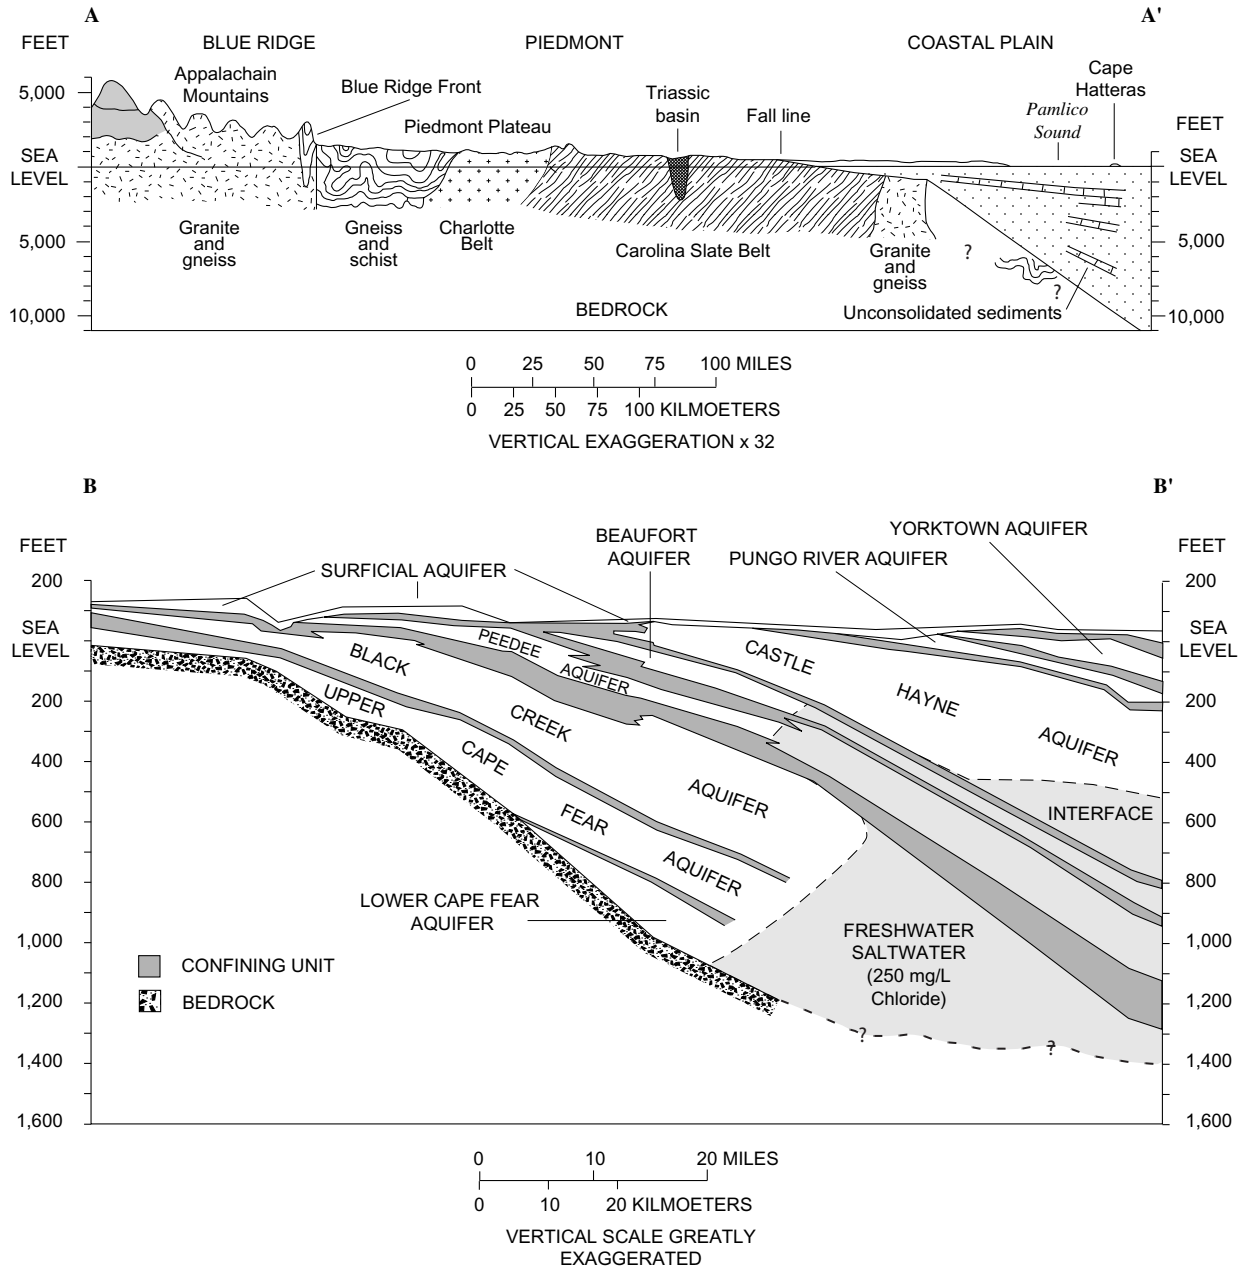 A
A'
FEET
BLUE RIDGE
PIEDMONT
COASTAL PLAIN
Appalachain
Mountains
Blue Ridge Front
Piedmont Plateau
Triassic
basin
Fall line
Pamlico
Sound
Cape
Hatteras
FEET
5,000
SEA
LEVEL
5,000
10,000
SEA
LEVEL
5,000
10,000
Granite
and
gneiss
Gneiss
and
schist
Charlotte
Belt
Carolina Slate Belt
Granite
and
gneiss
?
?
Unconsolidated sediments
BEDROCK
0 25 50 75 100 MILES
0 25 50 75 100 KILMOETERS
VERTICAL EXAGGERATION x 32
B
B'
FEET
SURFICIAL AQUIFER
BEAUFORT
AQUIFER
PUNGO RIVER AQUIFER
YORKTOWN AQUIFER
FEET
200
SEA
LEVEL
200
400
600
800
1,000
1,200
1,400
1,600
200
SEA
LEVEL
200
400
600
800
1,000
1,200
1,400
1,600
PEEDEE
AQUIFER
BLACK
CREEK
AQUIFER
UPPER
CAPE
FEAR
AQUIFER
CASTLE
HAYNE
AQUIFER
INTERFACE
LOWER CAPE FEAR
AQUIFER
FRESHWATER
SALTWATER
(250 mg/L
Chloride)
?
?
CONFINING UNIT
BEDROCK
0 10 20 MILES
0 10 20 KILMOETERS
VERTICAL SCALE GREATLY
EXAGGERATED